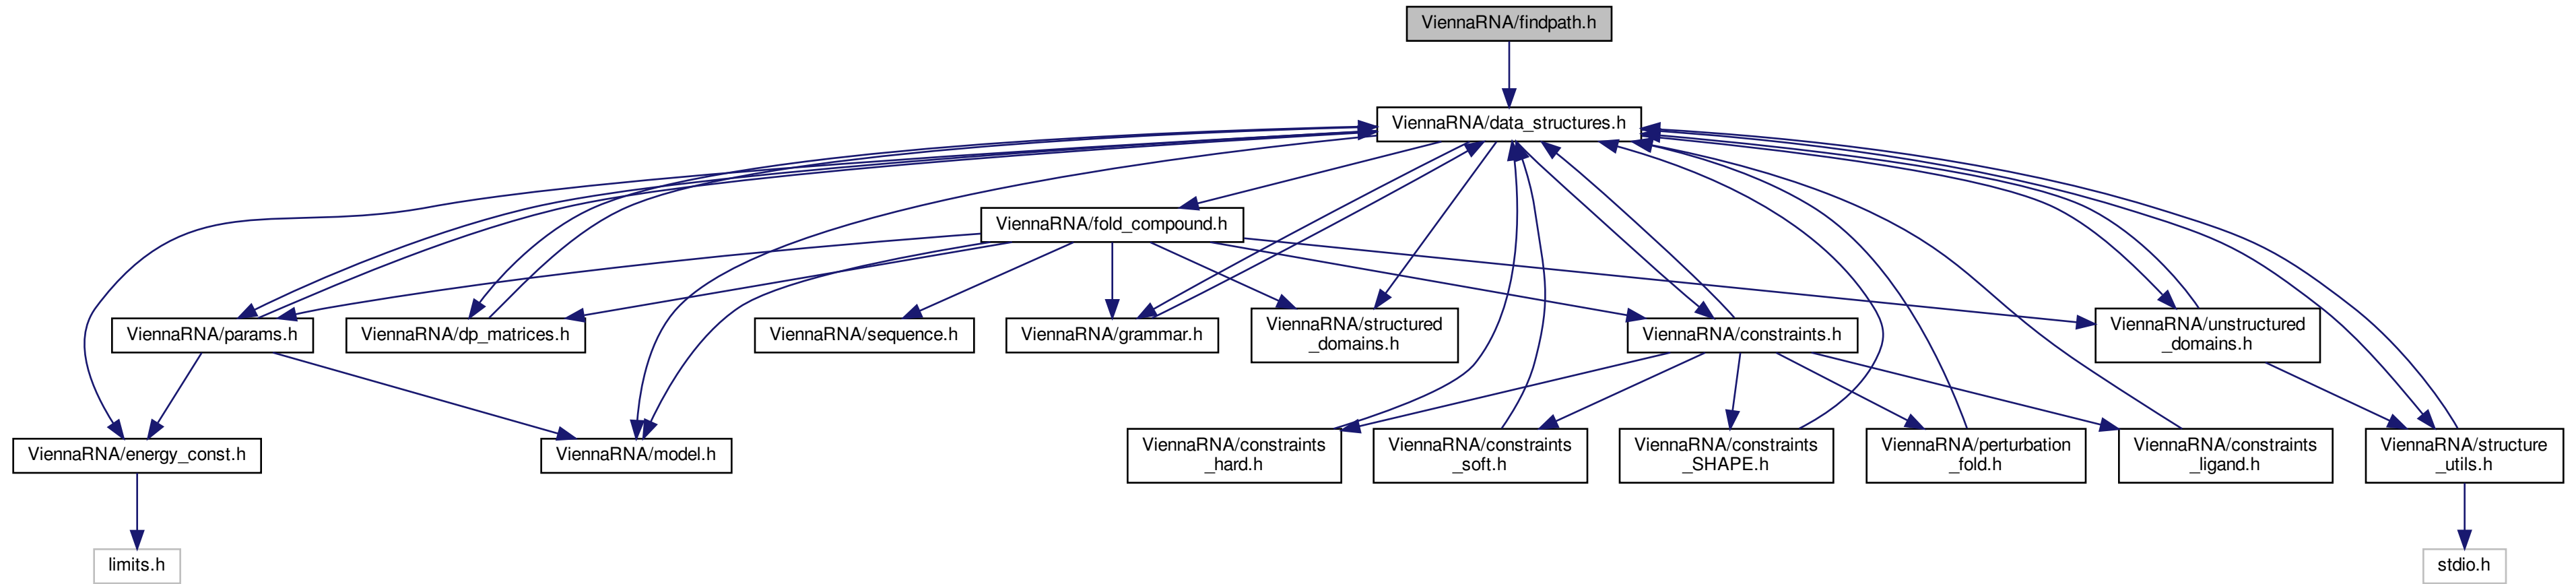 ViennaRNA/findpath.h
ViennaRNA/data_structures.h
ViennaRNA/fold_compound.h
ViennaRNA/params.h
ViennaRNA/dp_matrices.h
ViennaRNA/sequence.h
ViennaRNA/grammar.h
ViennaRNA/structured
_domains.h
ViennaRNA/constraints.h
ViennaRNA/unstructured
_domains.h
ViennaRNA/energy_const.h
ViennaRNA/model.h
ViennaRNA/constraints
_hard.h
ViennaRNA/constraints
_soft.h
ViennaRNA/constraints
_SHAPE.h
ViennaRNA/perturbation
_fold.h
ViennaRNA/constraints
_ligand.h
ViennaRNA/structure
_utils.h
limits.h
stdio.h